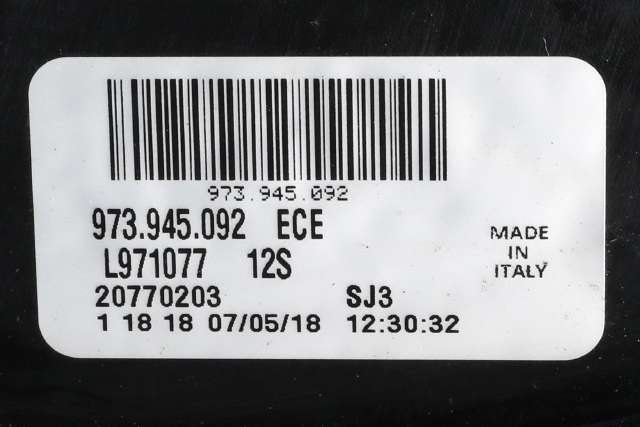 973.945.092
973.945.092 ECE
L971077 12S
20770203 SJ3
1 18 18 07/05/18 12:30:32
MADE
IN
ITALY